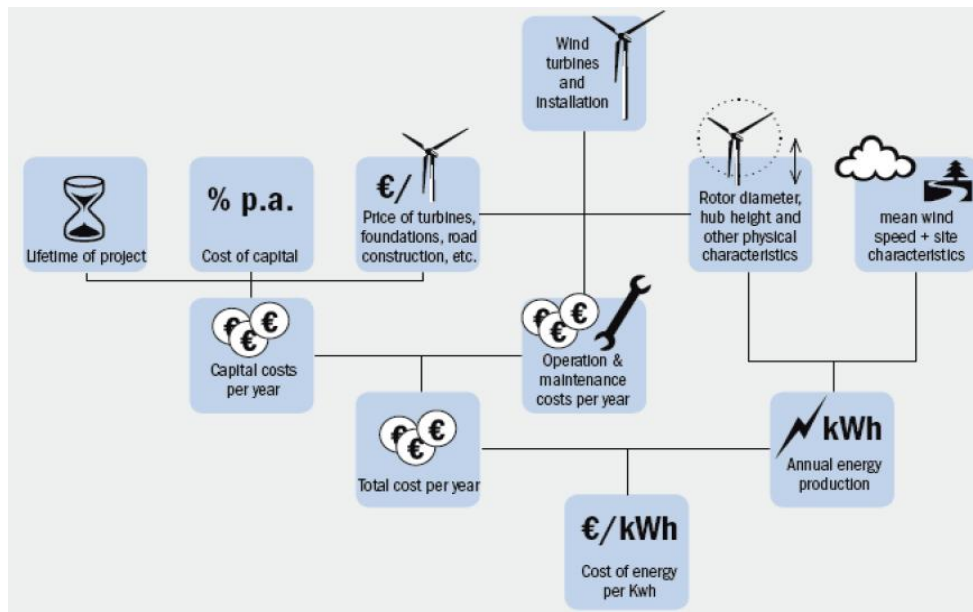 Wind
turbines
and
installation
€/
Price of turbines,
foundations, road
construction, etc.
% p.a.
Cost of capital
Lifetime of project
Rotor diameter,
hub height and
other physical
characteristics
mean wind
speed + site
characteristics
€ € €
Capital costs
per year
€ € €
Operation &
maintenance
costs per year
€ € €
Total cost per year
kWh
Annual energy
production
€/kWh
Cost of energy
per Kwh